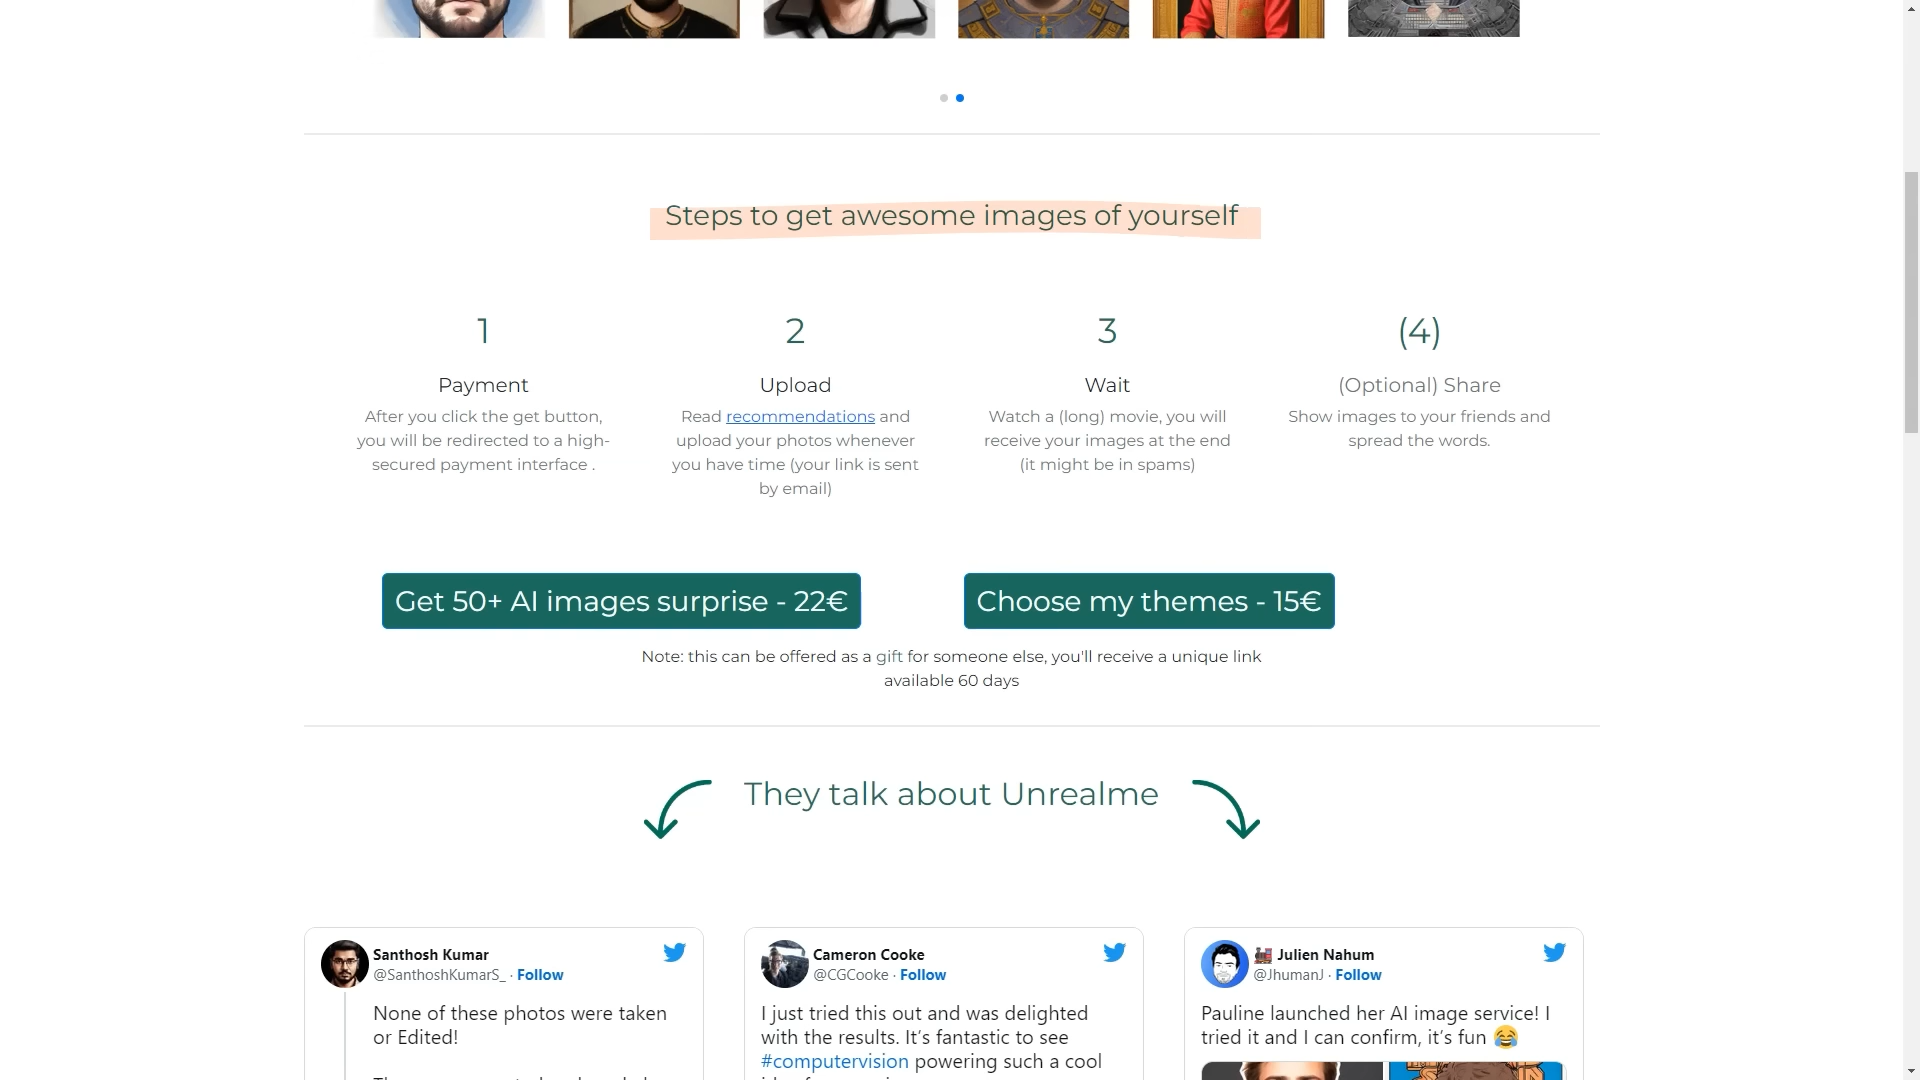 Steps to get awesome images of yourself
1
Payment
After you click the get button,
you will be redirected to a high-
secured payment interface .
2
Upload
Read recommendations and
upload your photos whenever
you have time (your link is sent
by email)
3
Wait
Watch a (long) movie, you will
receive your images at the end
(it might be in spams)
(4)
(Optional) Share
Show images to your friends and
spread the words.
Get 50+ AI images surprise - 22€
Choose my themes - 15€
Note: this can be offered as a gift for someone else, you'll receive a unique link
available 60 days
They talk about Unrealme
Santhosh Kumar
@SanthoshKumarS_ · Follow
None of these photos were taken
or Edited!
Cameron Cooke
@CGCooke · Follow
I just tried this out and was delighted
with the results. It’s fantastic to see
#computervision powering such a cool
🚂 Julien Nahum
@JhumanJ · Follow
Pauline launched her AI image service! I
tried it and I can confirm, it’s fun 😂